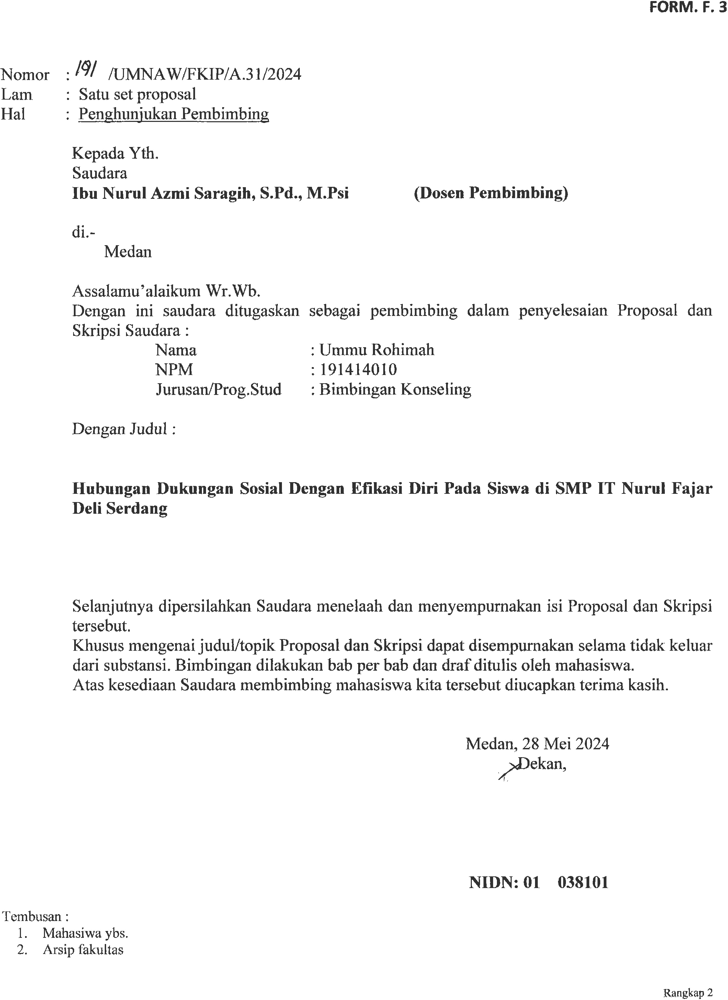 FORM. F. 3
Nomor : 191 /UMNAW/FKIP/A.31/2024
Lam : Satu set proposal
Hal : Penghunjukan Pembimbing
Kepada Yth.
Saudara
Ibu Nurul Azmi Saragih, S.Pd., M.Psi (Dosen Pembimbing)
di.-
Medan
Assalamu'alaikum Wr.Wb.
Dengan ini saudara ditugaskan sebagai pembimbing dalam penyelesaian Proposal dan
Skripsi Saudara :
Nama : Ummu Rohimah
NPM : 191414010
Jurusan/Prog.Stud : Bimbingan Konseling
Dengan Judul :
Hubungan Dukungan Sosial Dengan Efikasi Diri Pada Siswa di SMP IT Nurul Fajar
Deli Serdang
Selanjutnya dipersilahkan Saudara menelaah dan menyempurnakan isi Proposal dan Skripsi
tersebut.
Khusus mengenai judul/topik Proposal dan Skripsi dapat disempurnakan selama tidak keluar
dari substansi. Bimbingan dilakukan bab per bab dan draf ditulis oleh mahasiswa.
Atas kesediaan Saudara membimbing mahasiswa kita tersebut diucapkan terima kasih.
Medan, 28 Mei 2024
Dekan,
NIDN: 01 038101
Tembusan :
1. Mahasiwa ybs.
2. Arsip fakultas
Rangkap 2